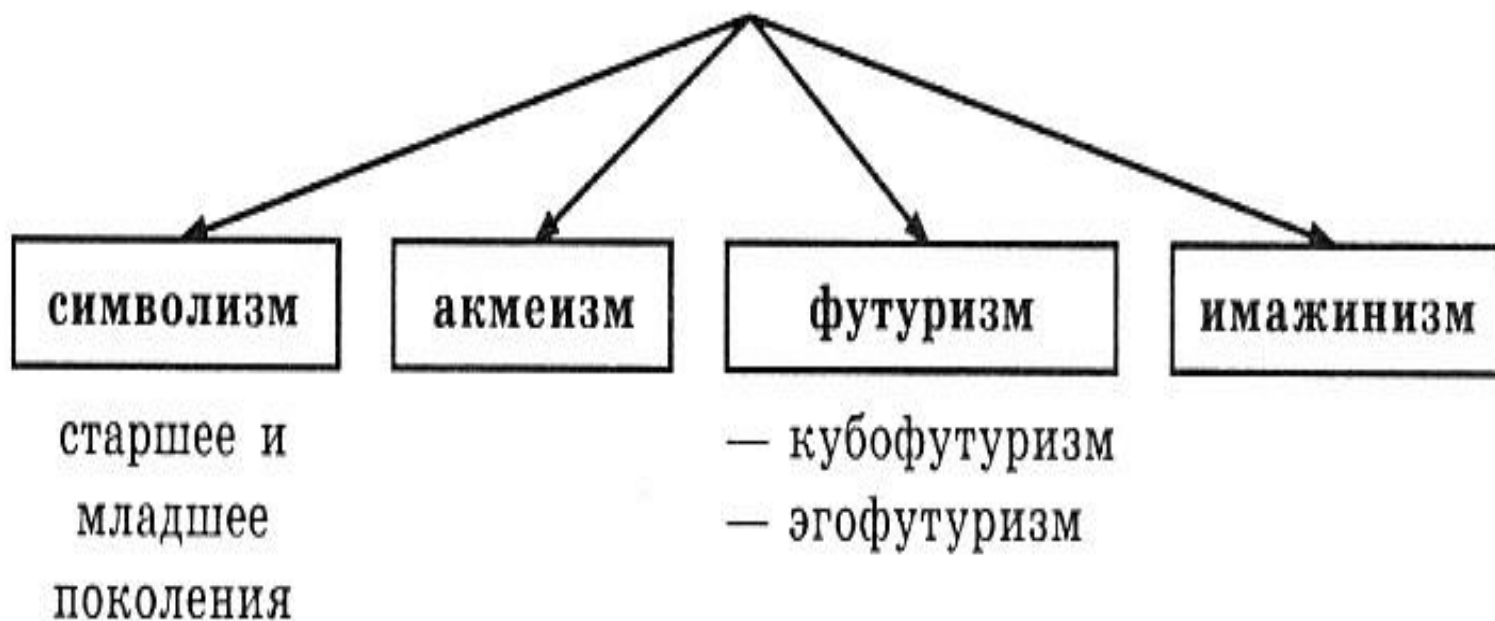 символизм
акмеизм
футуризм
имажинизм
старшее и
младшее
поколения
— кубофутуризм
— эгофутуризм